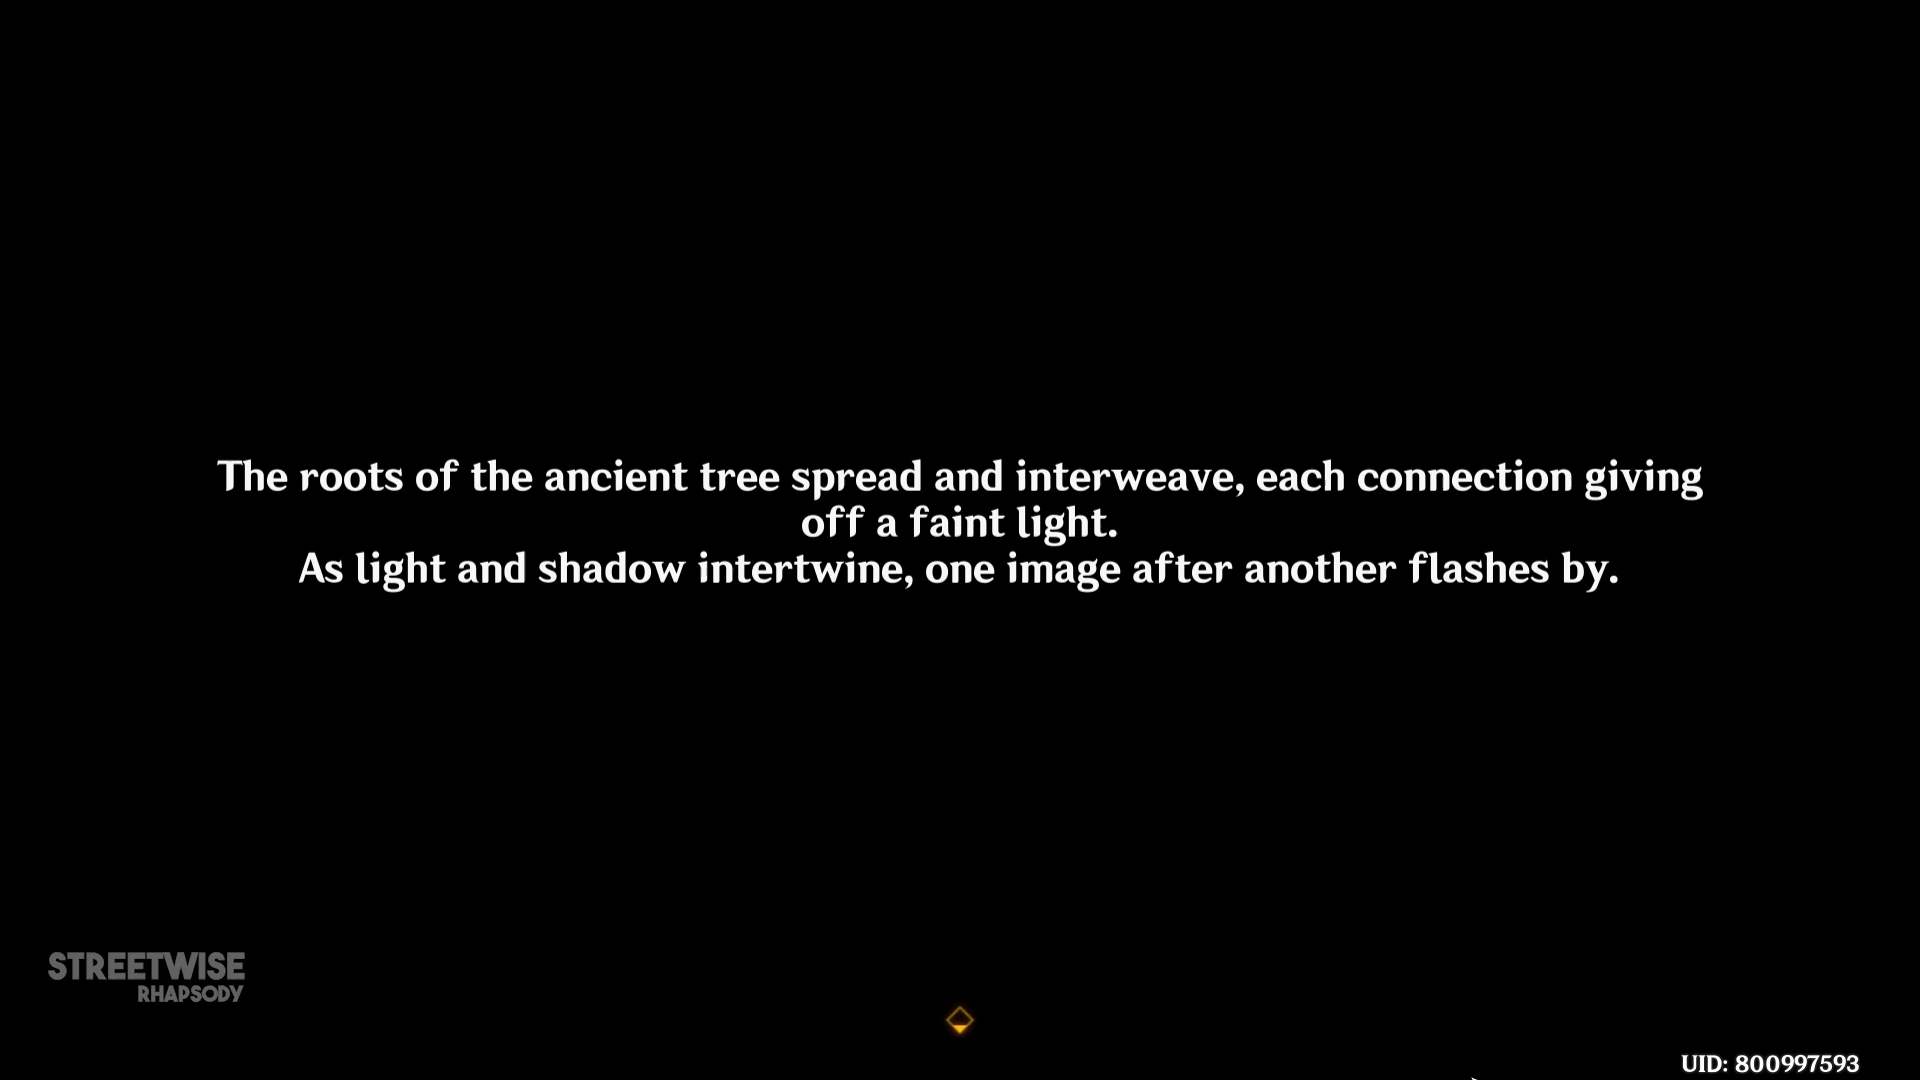 The roots of the ancient tree spread and interweave, each connection giving
off a faint light.
As light and shadow intertwine, one image after another flashes by.
STREETWISE
RHAPSODY
UID: 800997593